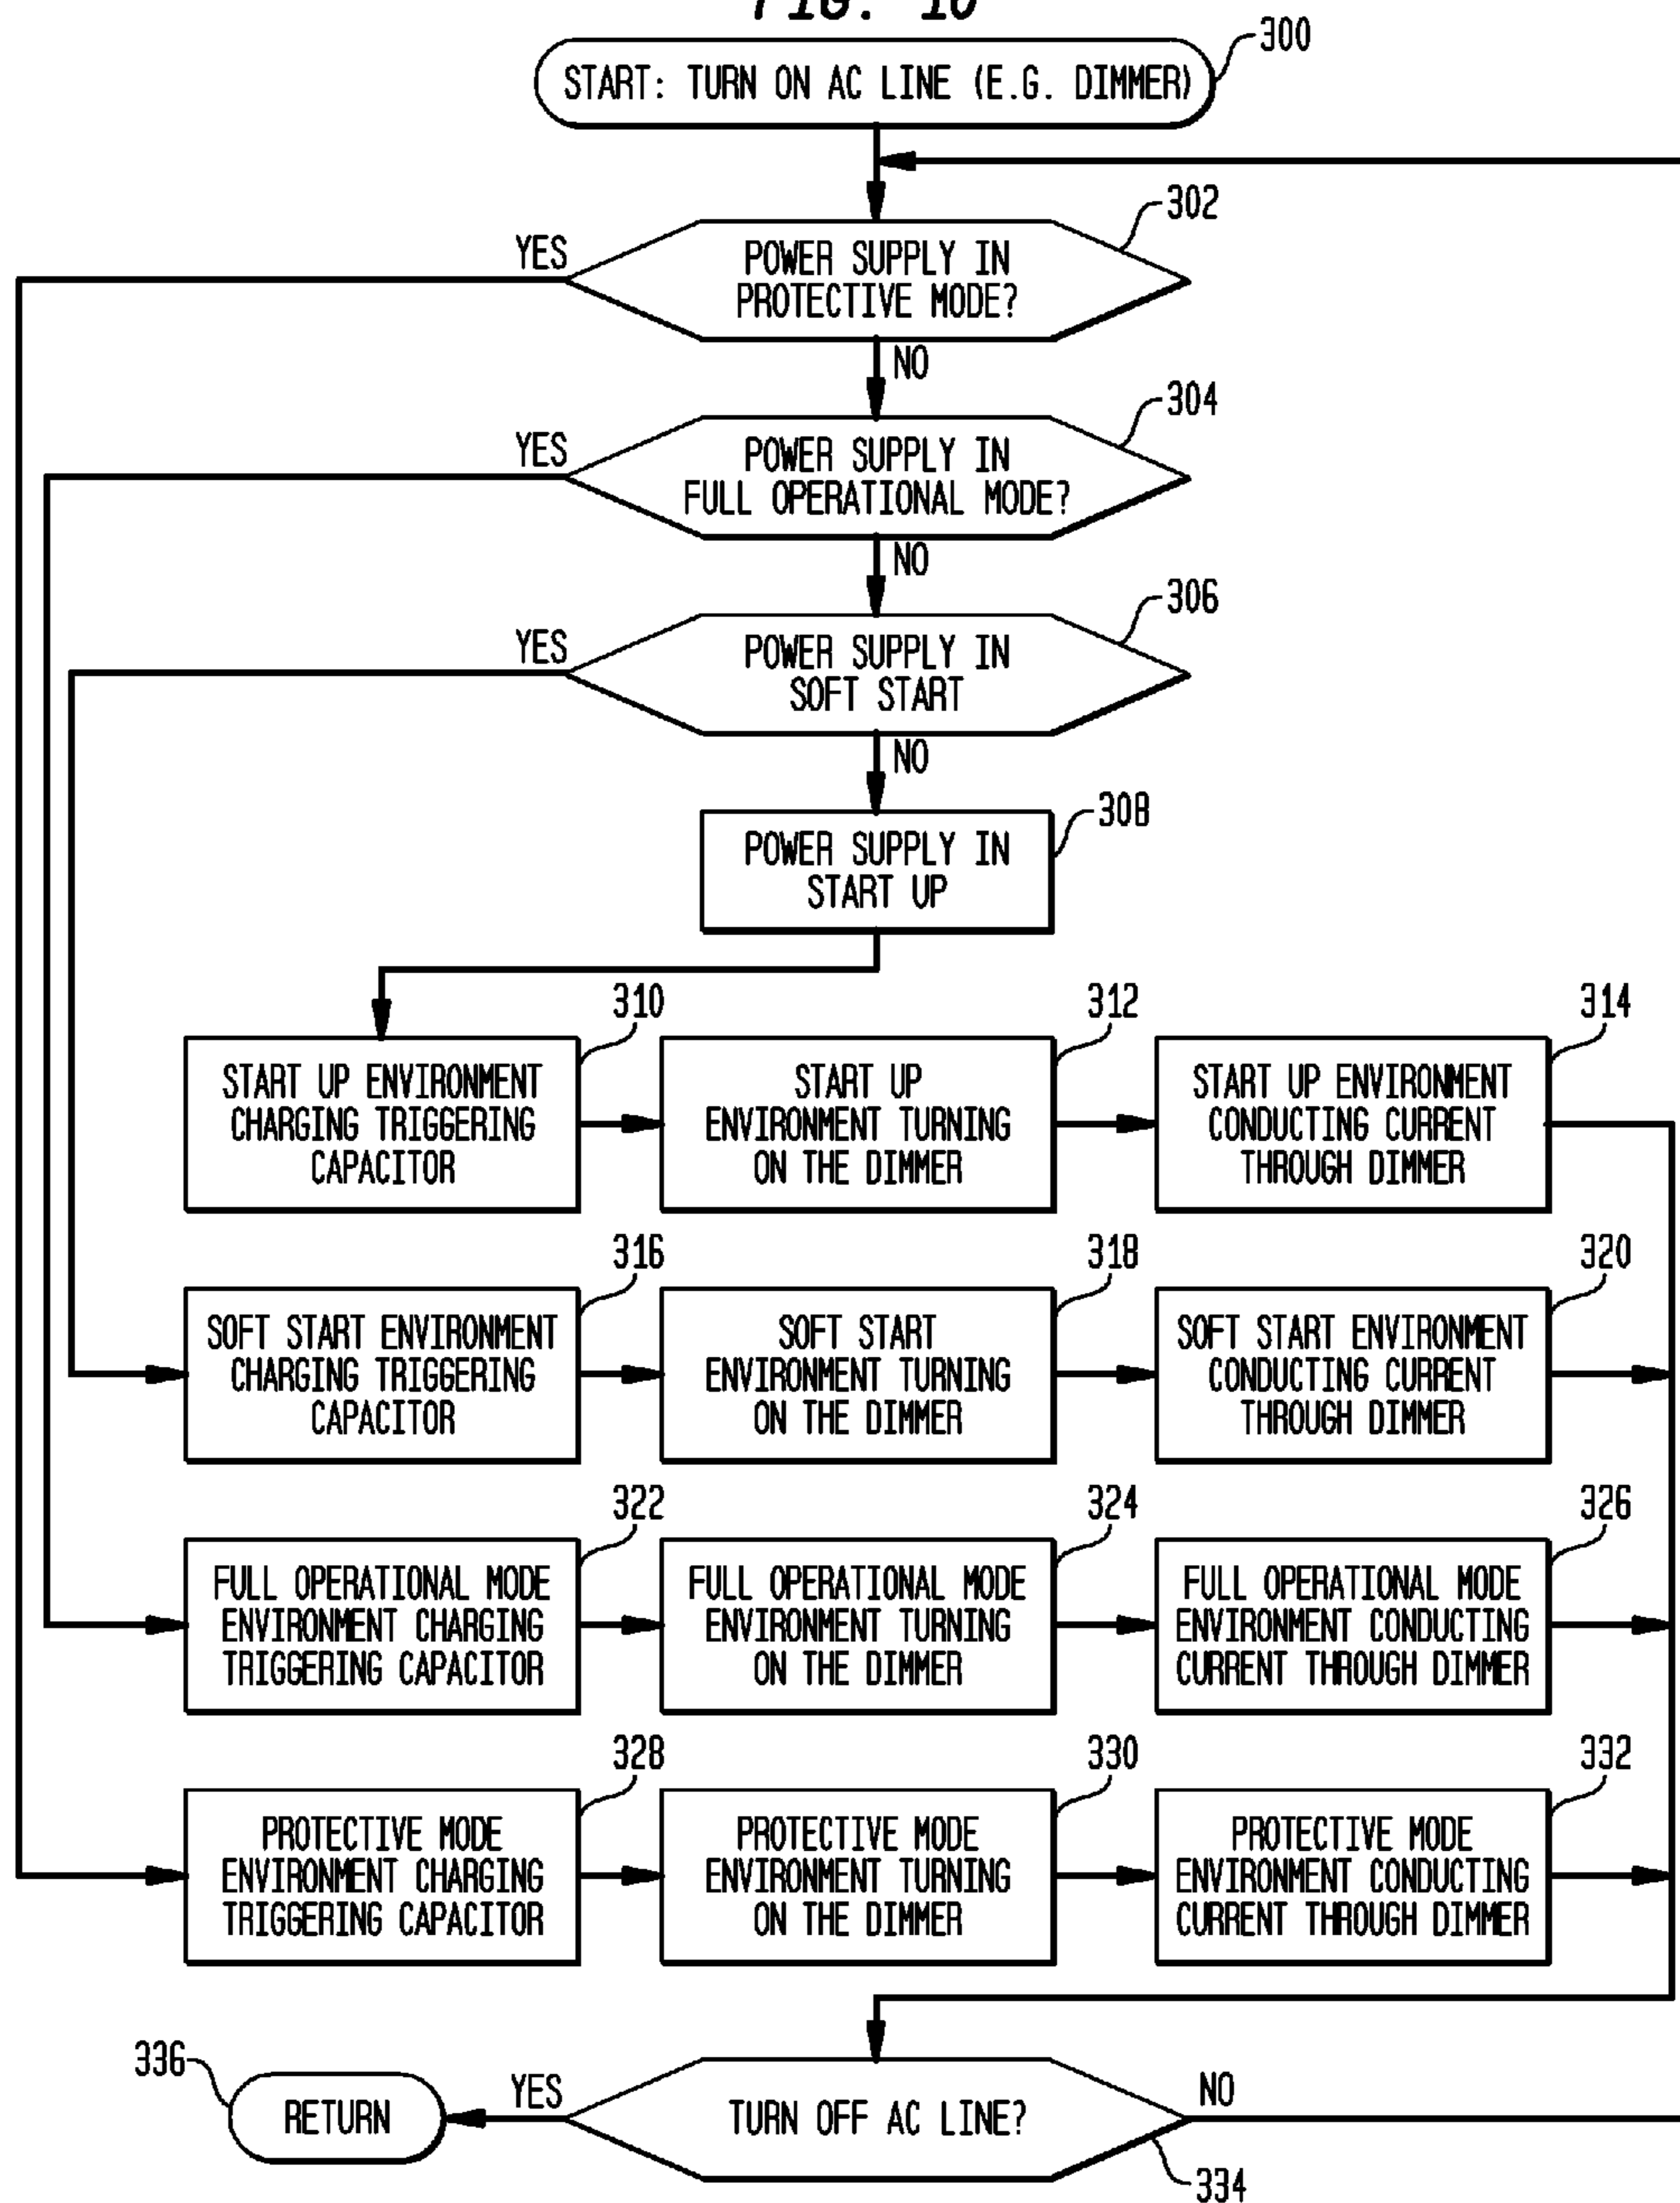 FIG. 10
300
START: TURN ON AC LINE (E.G. DIMMER)
302
YES
POWER SUPPLY IN
PROTECTIVE MODE?
NO
304
YES
POWER SUPPLY IN
FULL OPERATIONAL MODE?
NO
306
YES
POWER SUPPLY IN
SOFT START
NO
308
POWER SUPPLY IN
START UP
310
START UP ENVIRONMENT
CHARGING TRIGGERING
CAPACITOR
312
START UP
ENVIRONMENT TURNING
ON THE DIMMER
314
START UP ENVIRONMENT
CONDUCTING CURRENT
THROUGH DIMMER
316
SOFT START ENVIRONMENT
CHARGING TRIGGERING
CAPACITOR
318
SOFT START
ENVIRONMENT TURNING
ON THE DIMMER
320
SOFT START ENVIRONMENT
CONDUCTING CURRENT
THROUGH DIMMER
322
FULL OPERATIONAL MODE
ENVIRONMENT CHARGING
TRIGGERING CAPACITOR
324
FULL OPERATIONAL MODE
ENVIRONMENT TURNING
ON THE DIMMER
326
FULL OPERATIONAL MODE
ENVIRONMENT CONDUCTING
CURRENT THROUGH DIMMER
328
PROTECTIVE MODE
ENVIRONMENT CHARGING
TRIGGERING CAPACITOR
330
PROTECTIVE MODE
ENVIRONMENT TURNING
ON THE DIMMER
332
PROTECTIVE MODE
ENVIRONMENT CONDUCTING
CURRENT THROUGH DIMMER
336
RETURN
YES
TURN OFF AC LINE?
NO
334